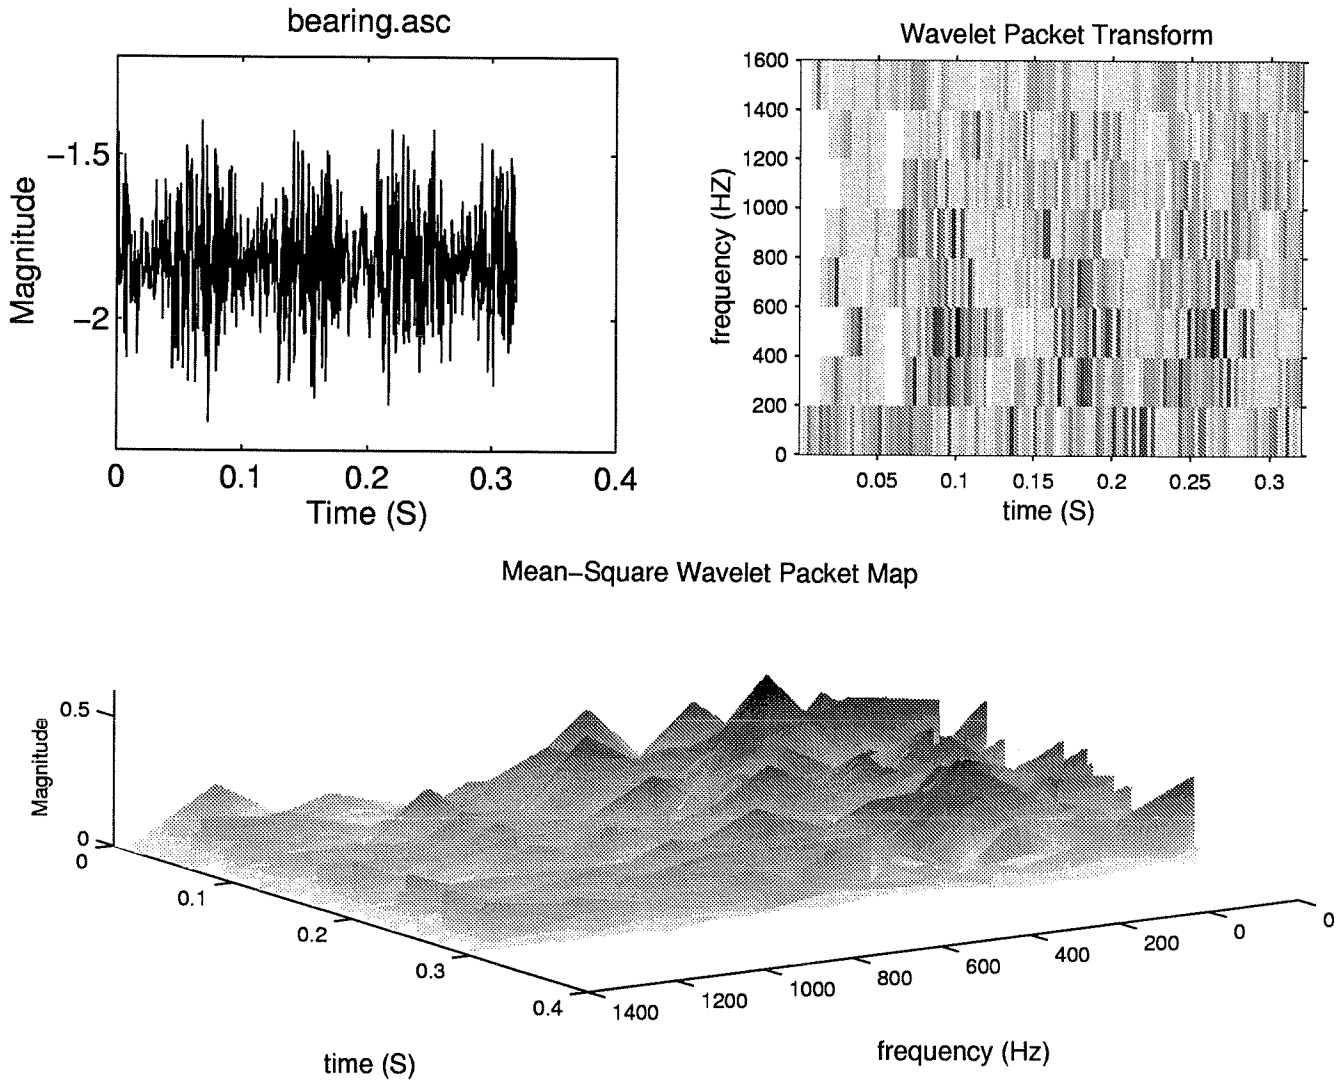 bearing.asc
−1.5
−2
Magnitude
0 0.1 0.2 0.3 0.4
Time (S)
Wavelet Packet Transform
1600
1400
1200
1000
800
600
400
200
0
frequency (HZ)
0.05 0.1 0.15 0.2 0.25 0.3
time (S)
Mean−Square Wavelet Packet Map
0.5
0
Magnitude
0
0.1
0.2
0.3
0.4
time (S)
1400
1200
1000
800
600
400
200
0
0
frequency (Hz)